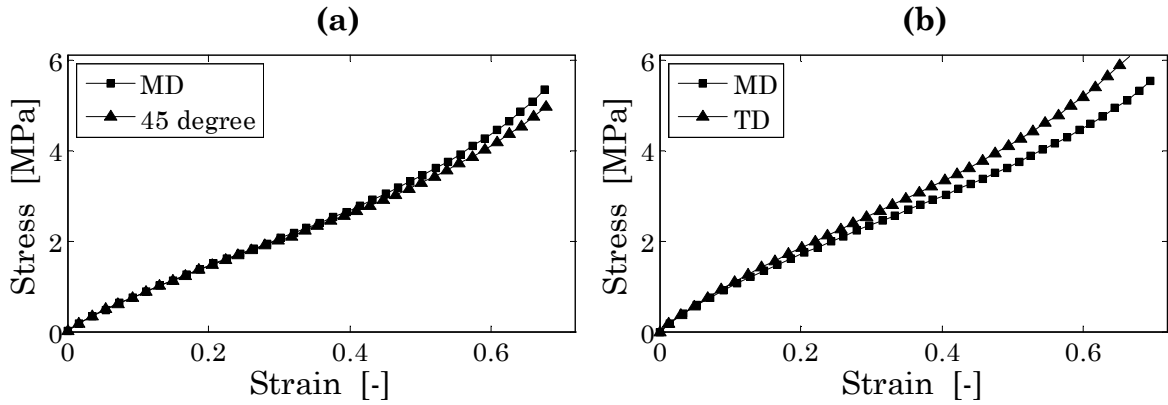 (a)
Stress [MPa]
6
4
2
0
0 0.2 0.4 0.6
Strain [-]
MD
45 degree
(b)
Stress [MPa]
6
4
2
0
0 0.2 0.4 0.6
Strain [-]
MD
TD